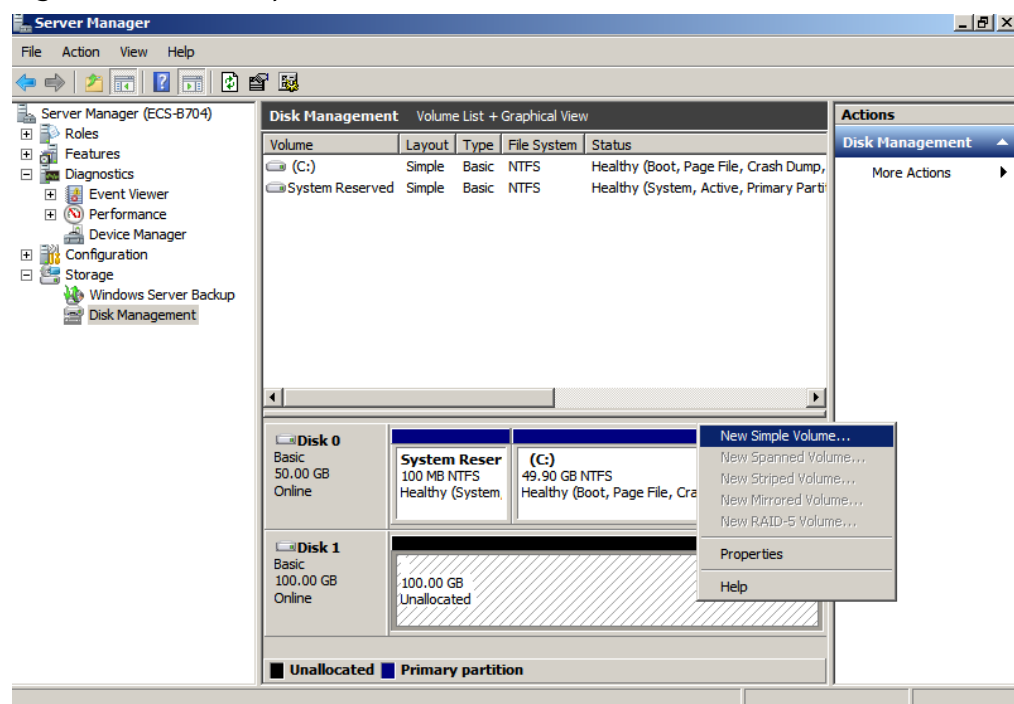 Server Manager
File Action View Help
Server Manager (ECS-B704)
Roles
Features
Diagnostics
Event Viewer
Performance
Device Manager
Configuration
Storage
Windows Server Backup
Disk Management
Disk Management Volume List + Graphical View
Volume Layout Type File System Status
(C:) Simple Basic NTFS Healthy (Boot, Page File, Crash Dump,
System Reserved Simple Basic NTFS Healthy (System, Active, Primary Parti
Disk 0
Basic
50.00 GB
Online
System Reser
100 MB NTFS
Healthy (System,
(C:)
49.90 GB NTFS
Healthy (Boot, Page File, Cra
Disk 1
Basic
100.00 GB
Online
100.00 GB
Unallocated
New Simple Volume...
New Spanned Volume...
New Striped Volume...
New Mirrored Volume...
New RAID-5 Volume...
Properties
Help
Unallocated Primary partition
Actions
Disk Management
More Actions